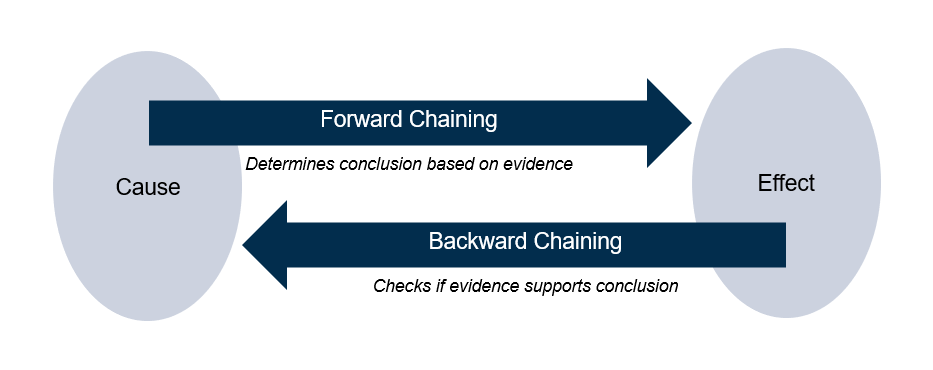 Forward Chaining
Determines conclusion based on evidence
Cause
Effect
Backward Chaining
Checks if evidence supports conclusion